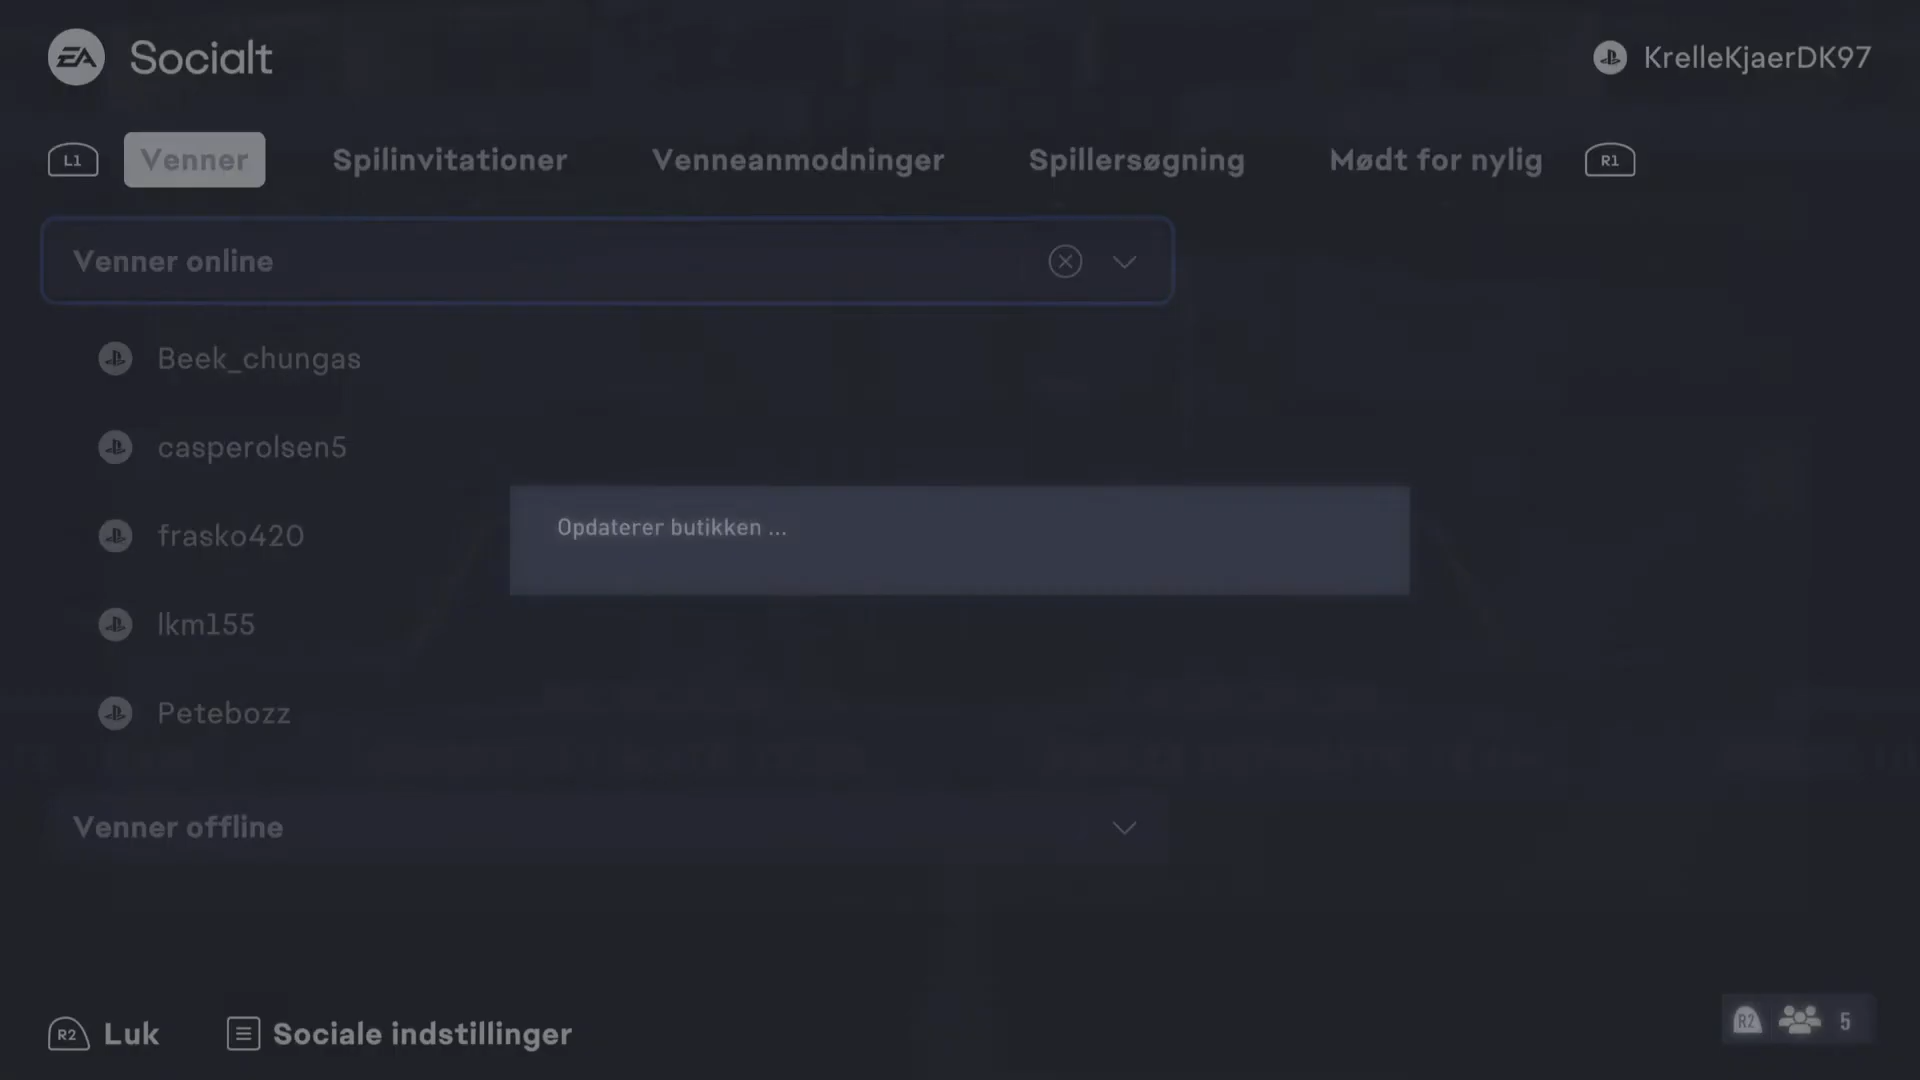 EA Socialt
KrelleKjaerDK97
L1 Venner Spilinvitationer Venneanmodninger Spillersøgning Mødt for nylig R1
Venner online
Beek_chungas
casperolsen5
frasko420
Opdaterer butikken ...
lkm155
Petebozz
Venner offline
R2 Luk Sociale indstillinger
R2 5